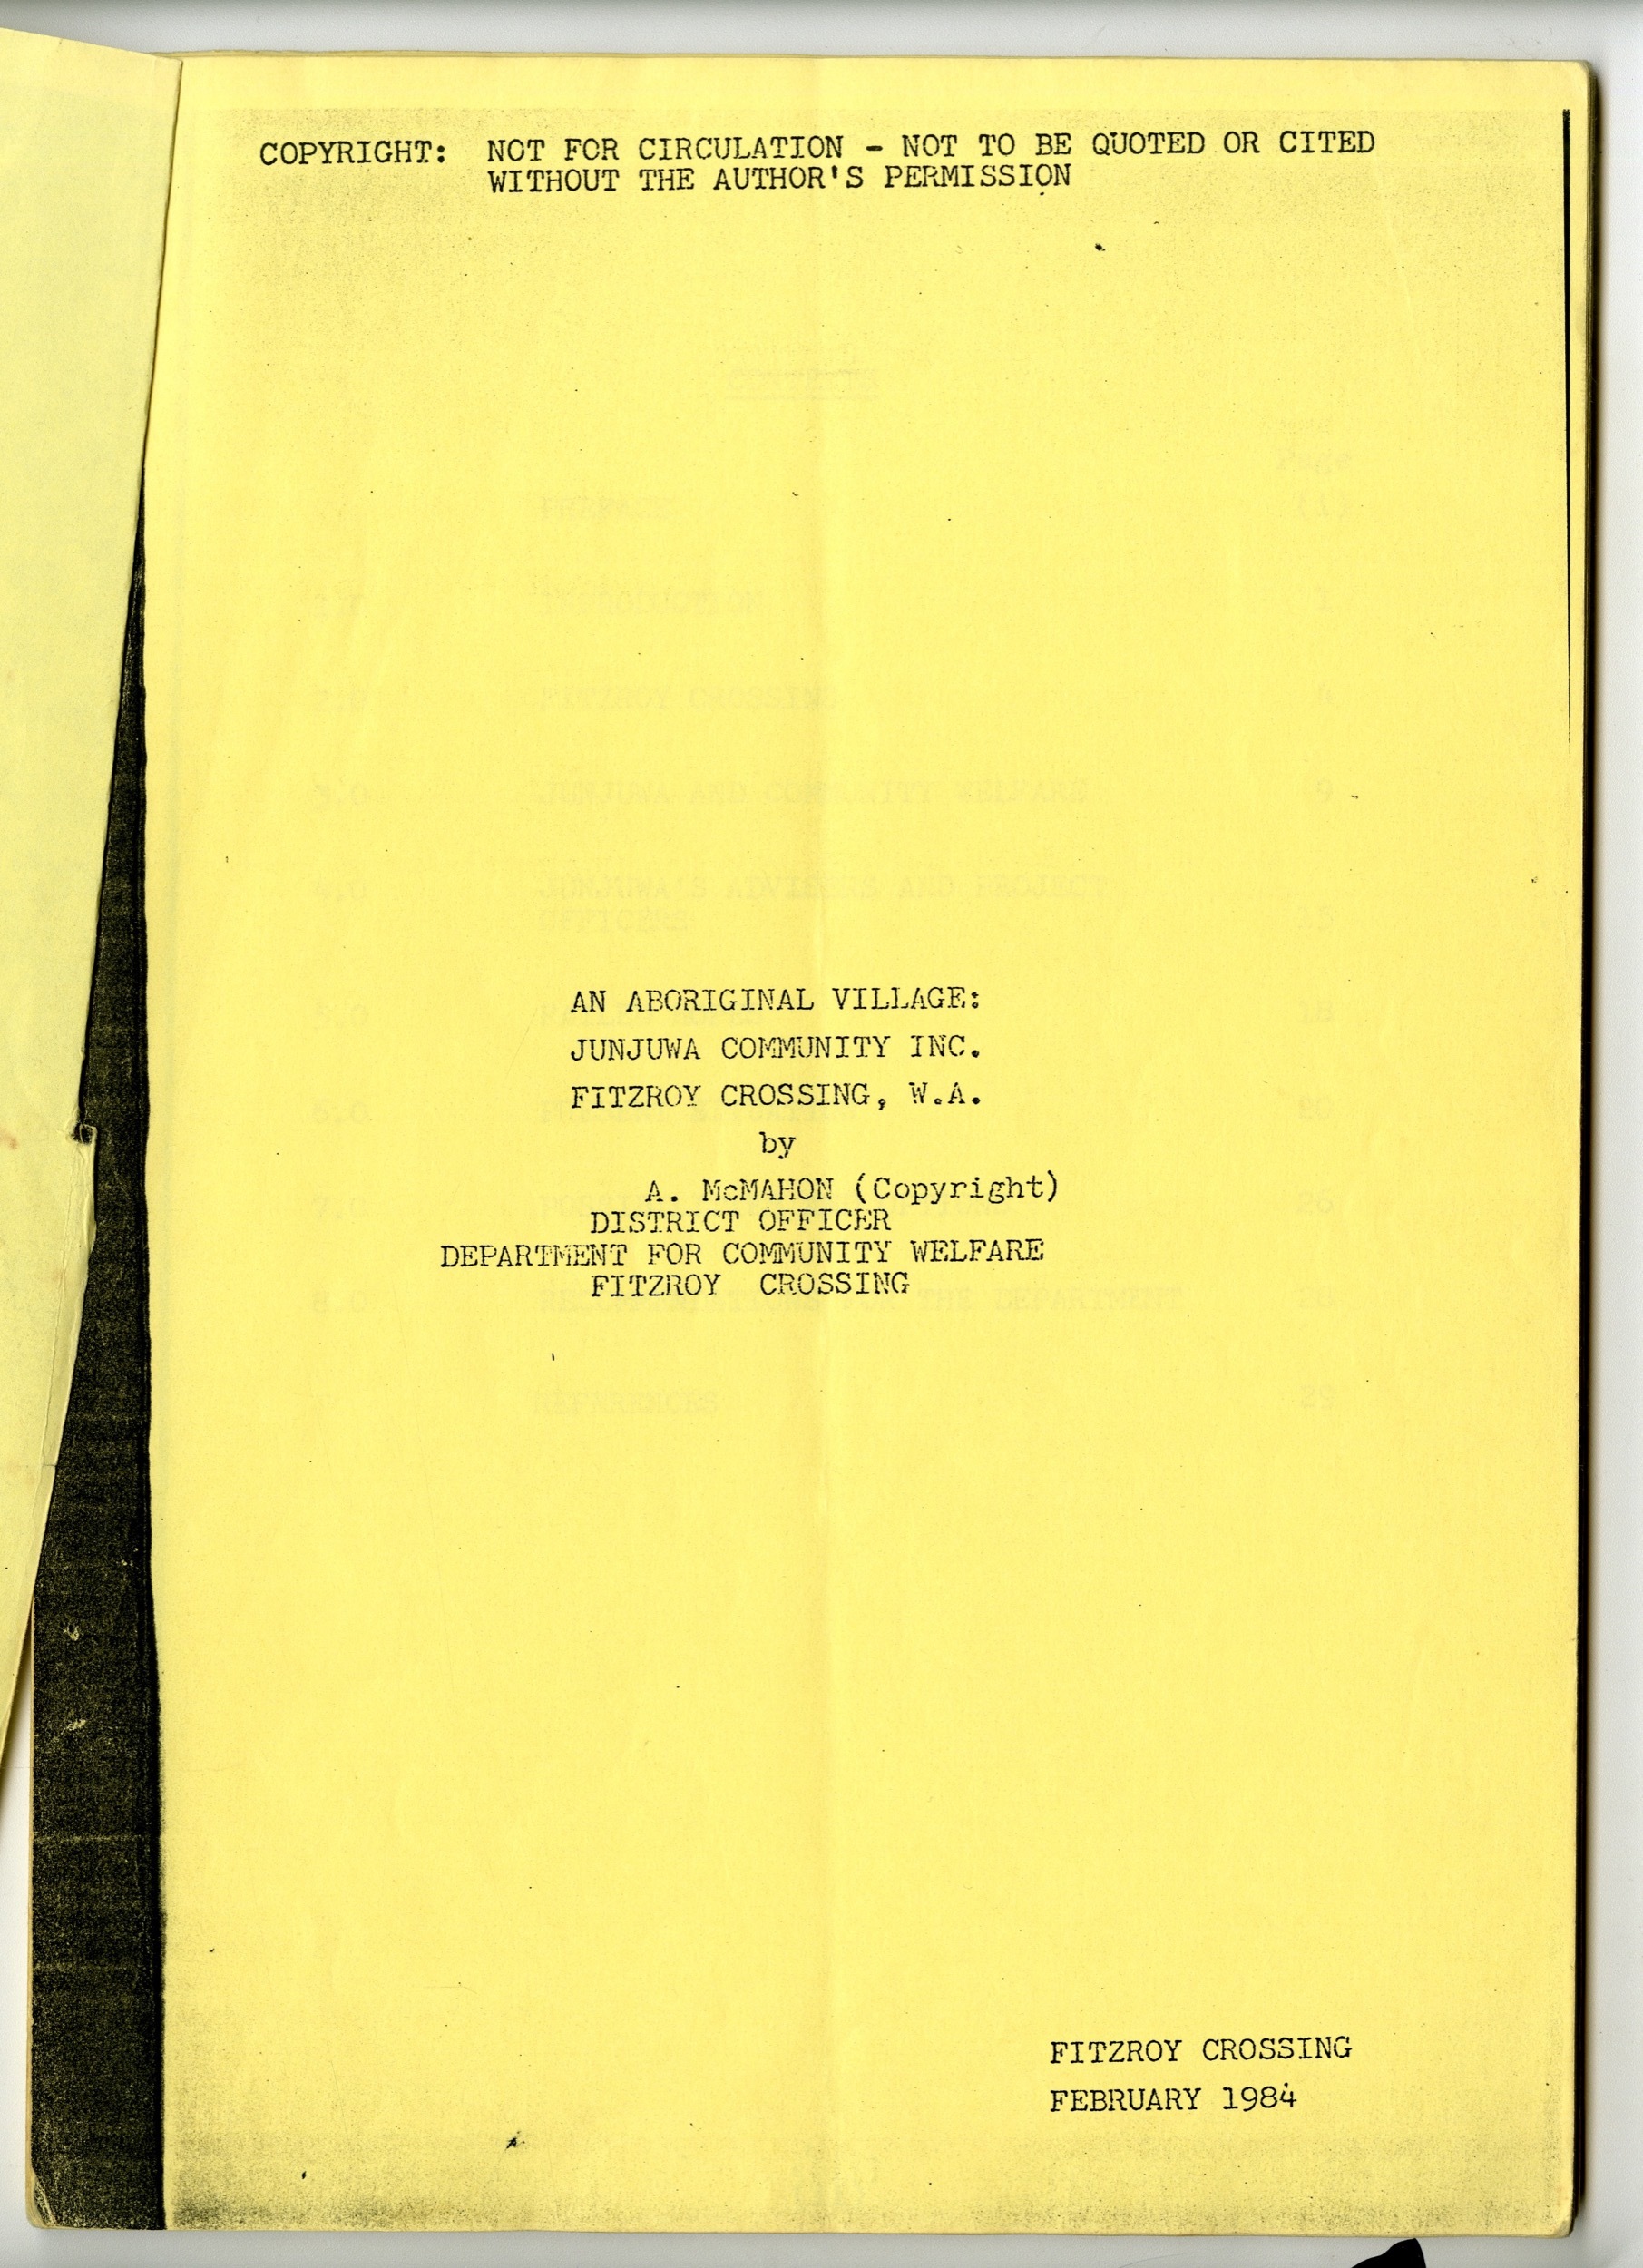 COPYRIGHT: NOT FOR CIRCULATION - NOT TO BE QUOTED OR CITED
WITHOUT THE AUTHOR'S PERMISSION
AN ABORIGINAL VILLAGE:
JUNJUWA COMMUNITY INC.
FITZROY CROSSING, W.A.
by
A. McMAHON (Copyright)
DISTRICT OFFICER
DEPARTMENT FOR COMMUNITY WELFARE
FITZROY CROSSING
FITZROY CROSSING
FEBRUARY 1984